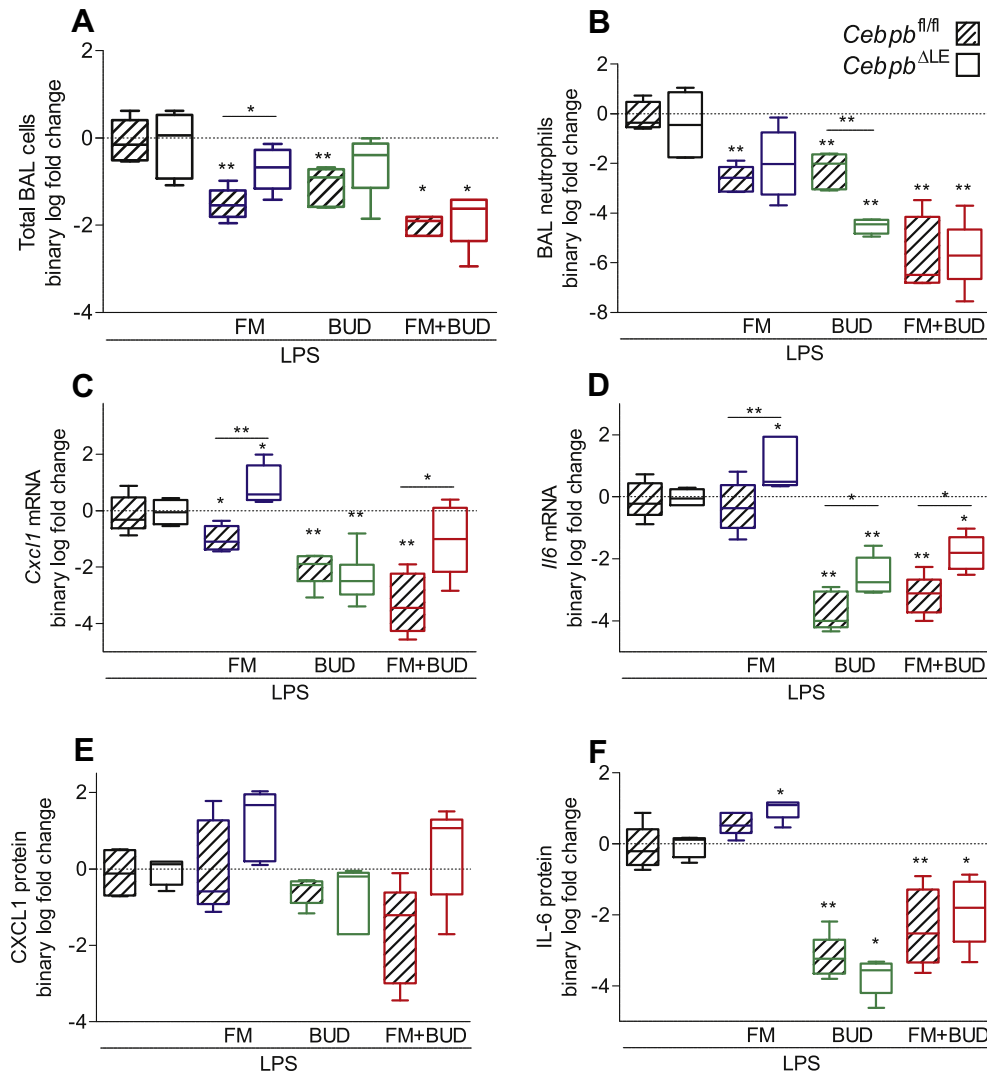 A
Total BAL cells
binary log fold change
2
0
-2
-4
*
**
**
*
*
FM
BUD
FM+BUD
LPS
B
Cebpb fl/fl
Cebpb ΔLE
BAL neutrophils
binary log fold change
2
0
-2
-4
-6
-8
**
**
**
**
**
**
FM
BUD
FM+BUD
LPS
C
Cxcl1 mRNA
binary log fold change
2
0
-2
-4
**
*
*
**
**
*
**
FM
BUD
FM+BUD
LPS
D
Il6 mRNA
binary log fold change
2
0
-2
-4
**
*
*
**
**
*
*
**
FM
BUD
FM+BUD
LPS
E
CXCL1 protein
binary log fold change
2
0
-2
-4
FM
BUD
FM+BUD
LPS
F
IL-6 protein
binary log fold change
2
0
-2
-4
*
**
*
**
*
FM
BUD
FM+BUD
LPS